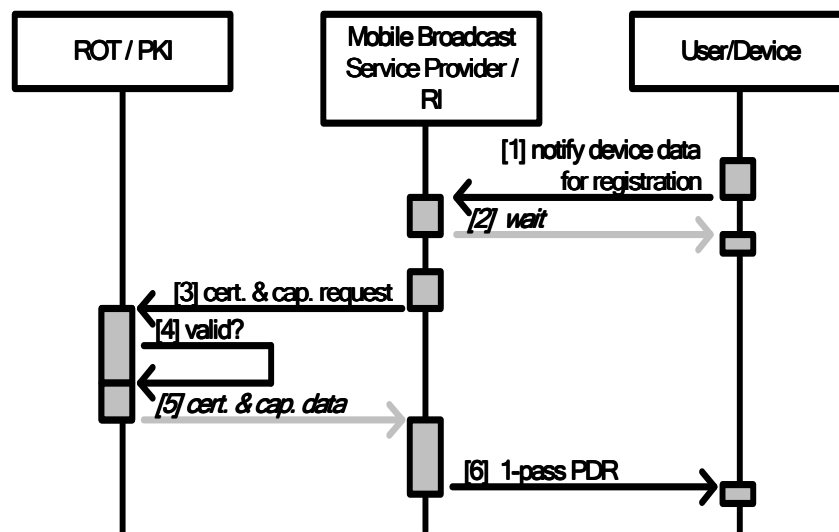 ROT / PKI
Mobile Broadcast
Service Provider /
RI
User/Device
[1] notify device data
for registration
[2] wait
[3] cert. & cap. request
[4] valid?
[5] cert. & cap. data
[6] 1-pass PDR